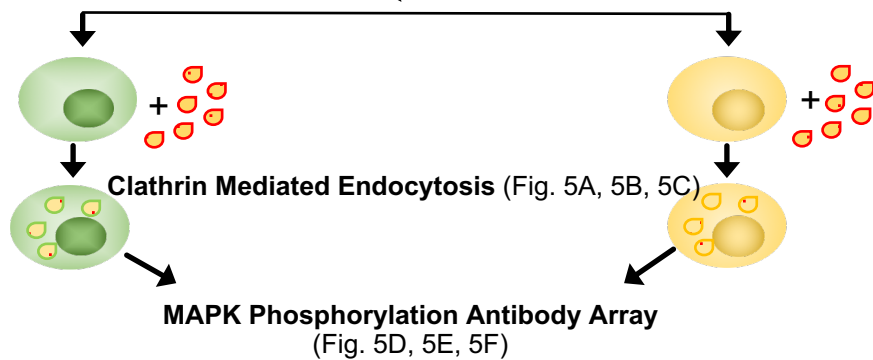 +
+
Clathrin Mediated Endocytosis (Fig. 5A, 5B, 5C)
MAPK Phosphorylation Antibody Array
(Fig. 5D, 5E, 5F)